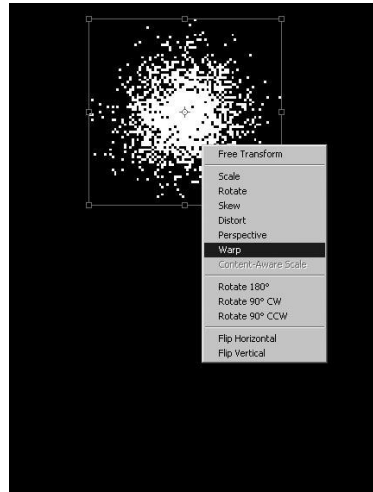 Free Transform
Scale
Rotate
Skew
Distort
Perspective
Warp
Content-Aware Scale
Rotate 180°
Rotate 90° CW
Rotate 90° CCW
Flip Horizontal
Flip Vertical